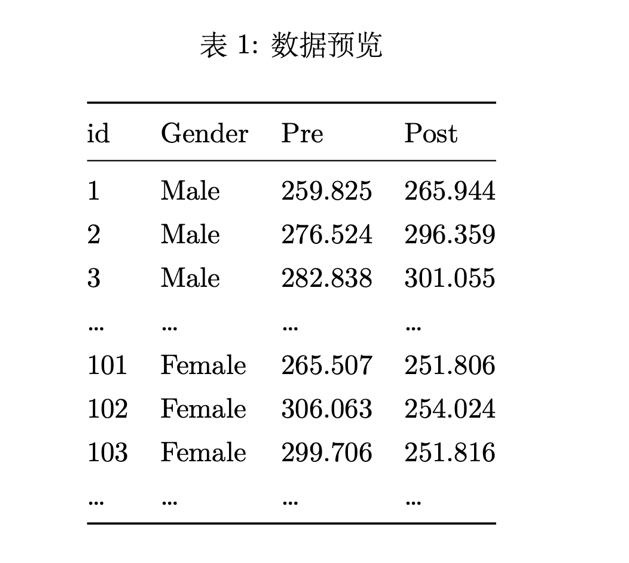 表 1: 数据预览
id Gender Pre Post
1 Male 259.825 265.944
2 Male 276.524 296.359
3 Male 282.838 301.055
... ... ... ...
101 Female 265.507 251.806
102 Female 306.063 254.024
103 Female 299.706 251.816
... ... ... ...